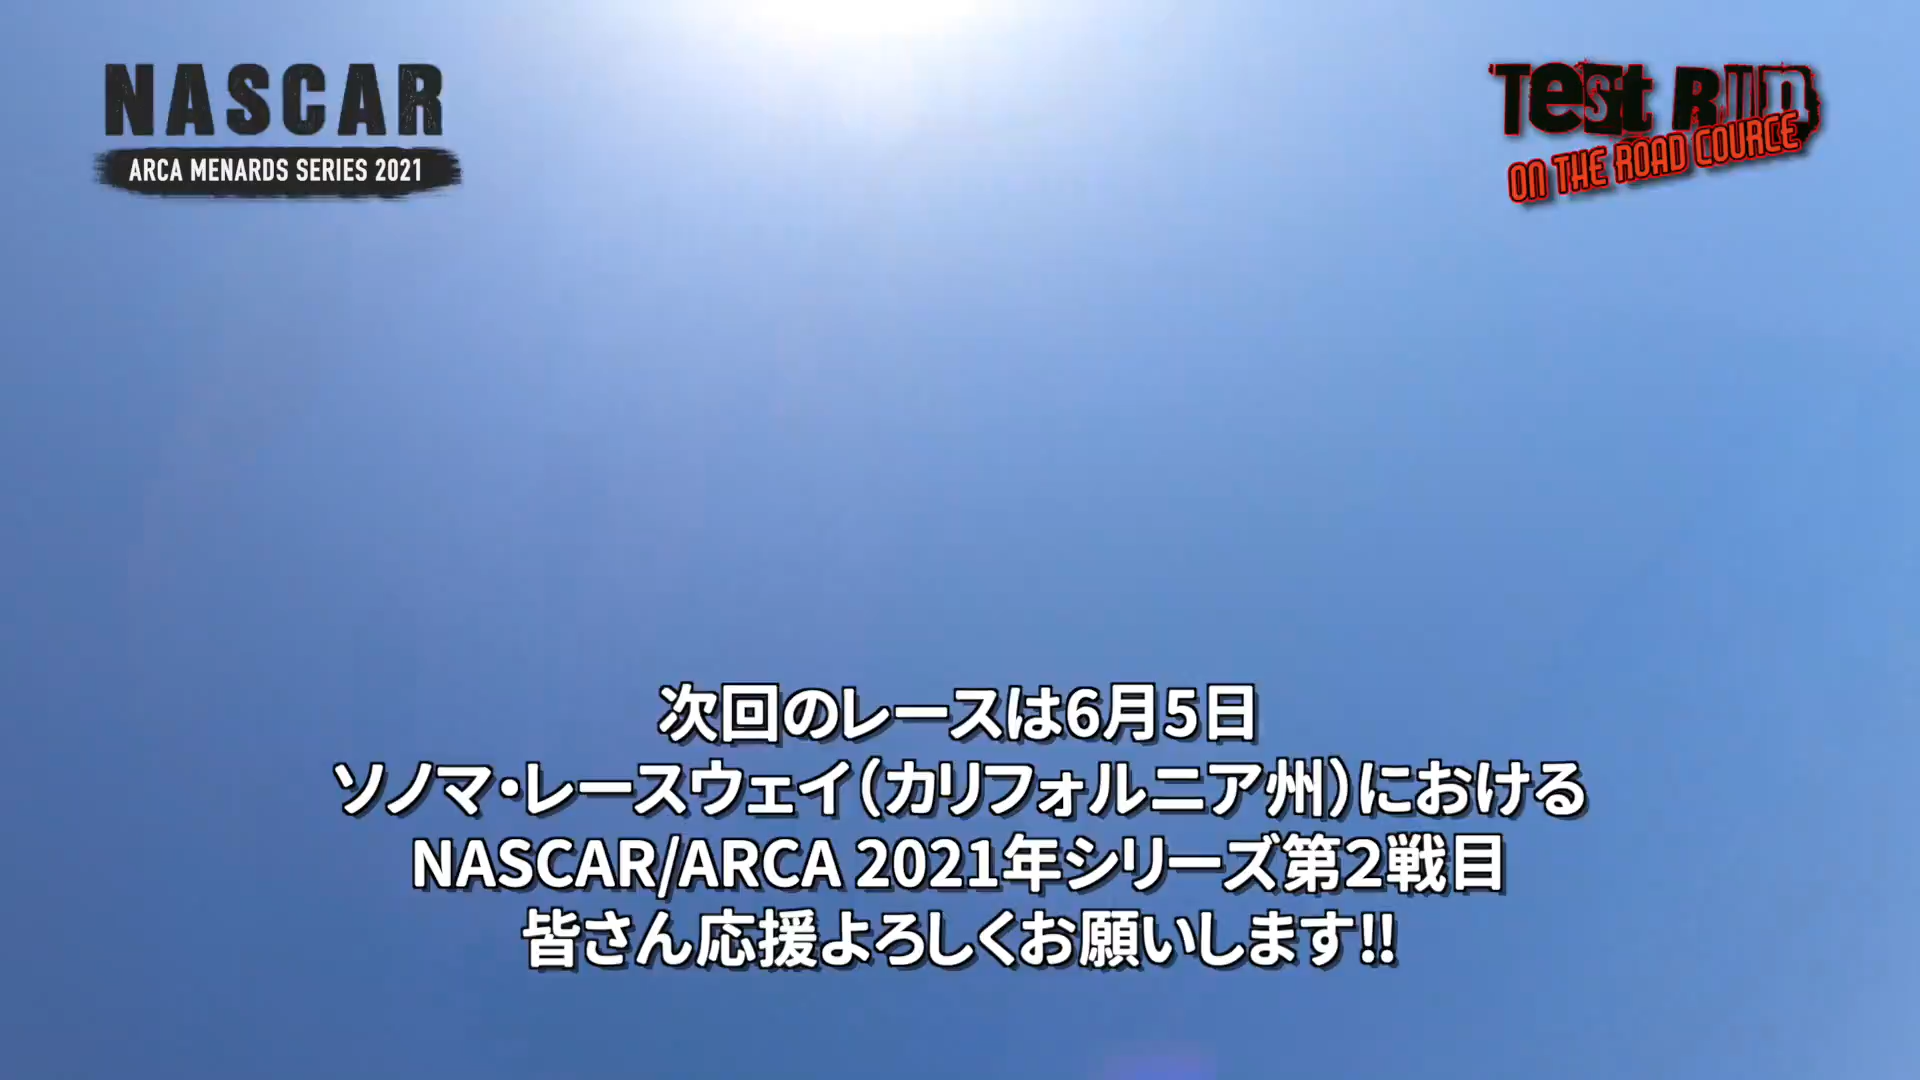 NASCAR
ARCA MENARDS SERIES 2021
Test Run
ON THE ROAD COURCE
次回のレースは6月5日
ソノマ・レースウェイ（カリフォルニア州）における
NASCAR/ARCA 2021年シリーズ第２戦目
皆さん応援よろしくお願いします!!